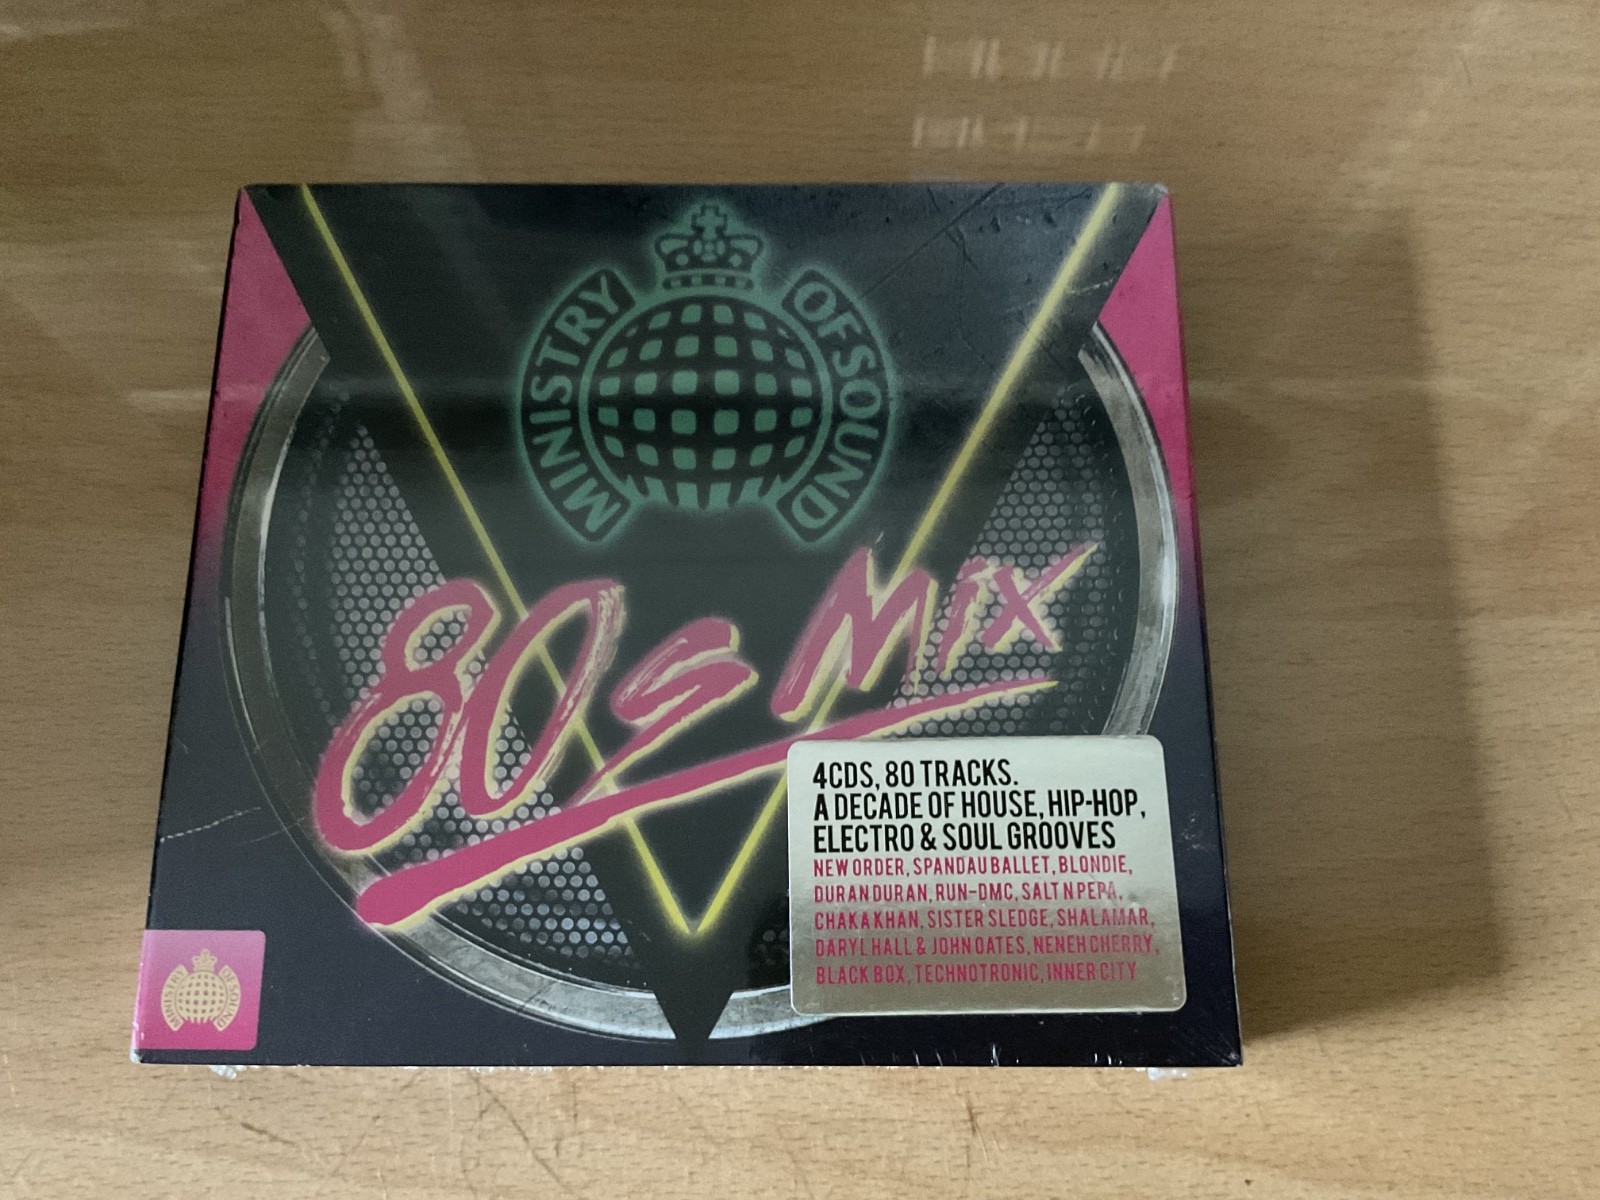 MINISTRY OF SOUND
80s MIX
4CDS, 80 TRACKS.
A DECADE OF HOUSE, HIP-HOP,
ELECTRO & SOUL GROOVES
NEW ORDER, SPANDAU BALLET, BLONDIE,
DURAN DURAN, RUN-DMC, SALT N PEPA,
CHAKA KHAN, SISTER SLEDGE, SHALAMAR,
DARYL HALL & JOHN OATES, NENEH CHERRY,
BLACK BOX, TECHNOTRONIC, INNER CITY
MINISTRY OF SOUND